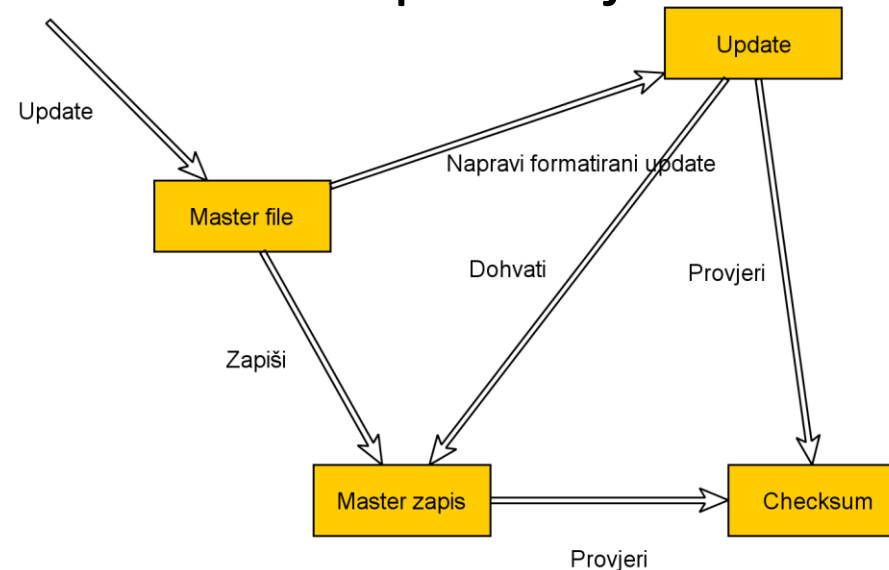 Update
Update
Napravi formatirani update
Master file
Dohvati
Provjeri
Zapiši
Master zapis
Checksum
Provjeri